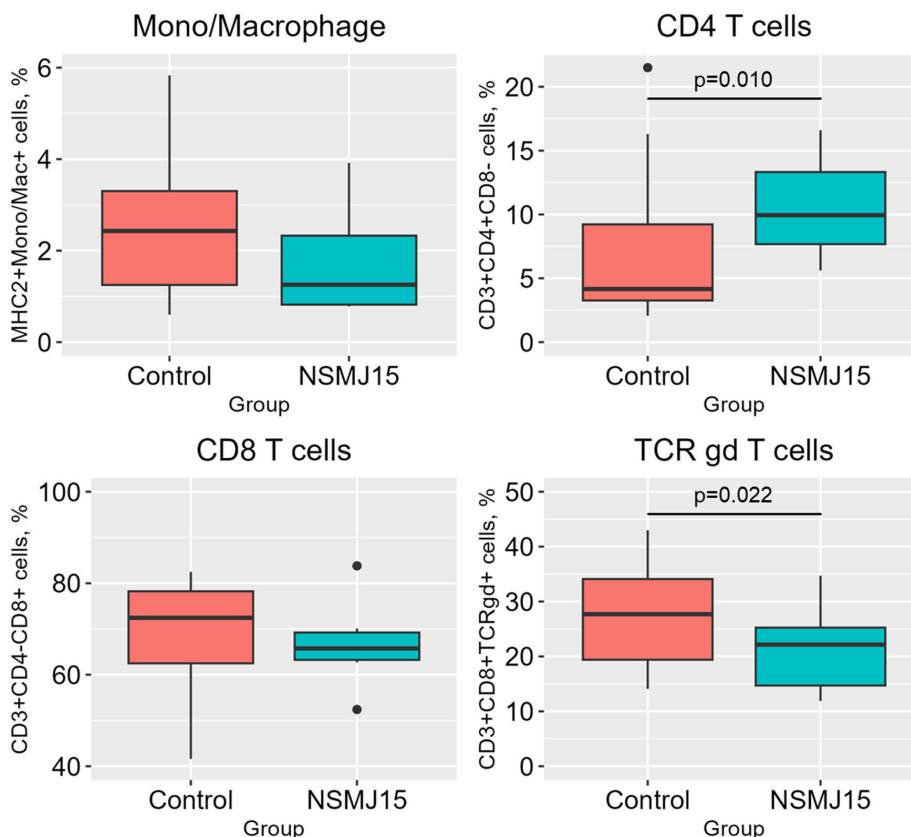 Mono/Macrophage
MHC2+Mono/Mac+ cells, %
6
4
2
0
Control NSMJ15
Group
CD4 T cells
CD3+CD4+CD8- cells, %
20
15
10
5
0
p=0.010
Control NSMJ15
Group
CD8 T cells
CD3+CD4-CD8+ cells, %
100
80
60
40
Control NSMJ15
Group
TCR gd T cells
CD3+CD8+TCRgd+ cells, %
50
40
30
20
10
0
p=0.022
Control NSMJ15
Group